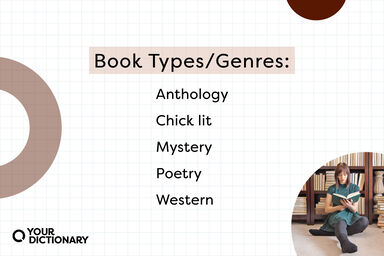 Book Types/Genres:
Anthology
Chick lit
Mystery
Poetry
Western
YOUR
DICTIONARY